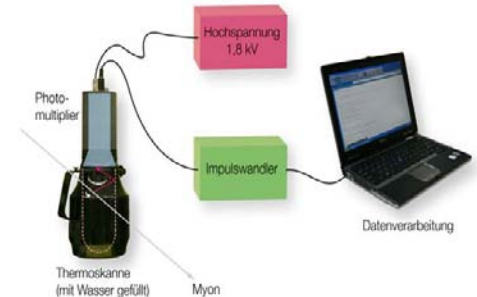 Hochspannung
1,8 kV
Photo-
multiplier
Impulswandler
Datenverarbeitung
Thermoskanne
(mit Wasser gefüllt)
Myon